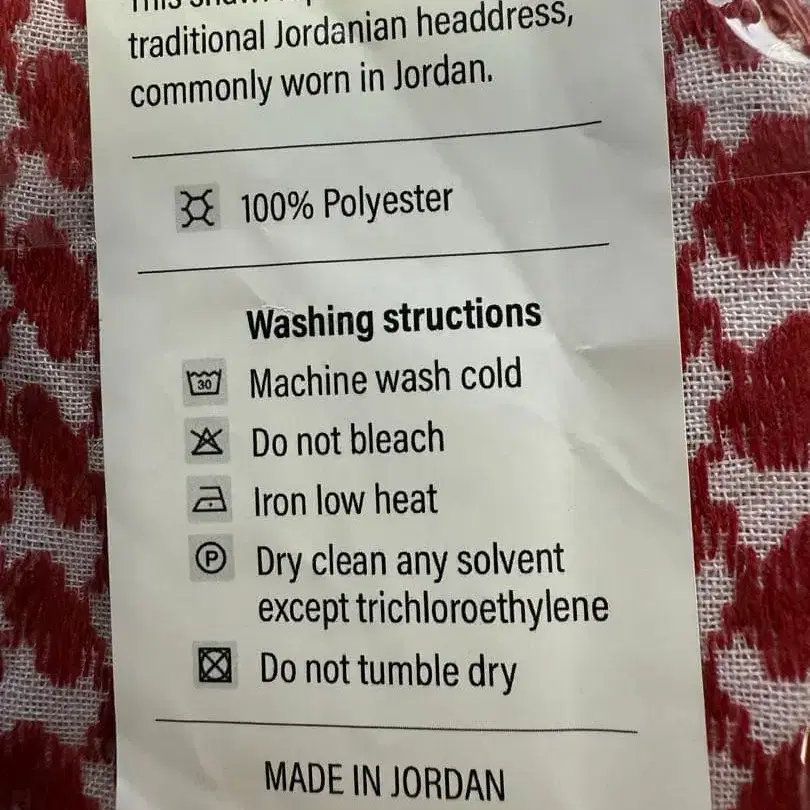 This
traditional Jordanian headdress,
commonly worn in Jordan.
100% Polyester
Washing structions
30 Machine wash cold
Do not bleach
Iron low heat
P Dry clean any solvent
except trichloroethylene
Do not tumble dry
MADE IN JORDAN